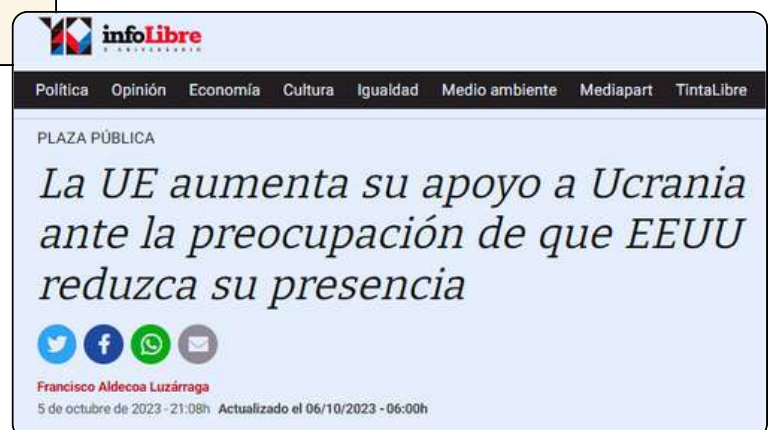 infoLibre
X ANIVERSARIO
Política Opinión Economía Cultura Igualdad Medio ambiente Mediapart TintaLibre
PLAZA PÚBLICA
La UE aumenta su apoyo a Ucrania
ante la preocupación de que EEUU
reduzca su presencia
Francisco Aldecoa Luzárraga
5 de octubre de 2023 - 21:08h Actualizado el 06/10/2023 - 06:00h